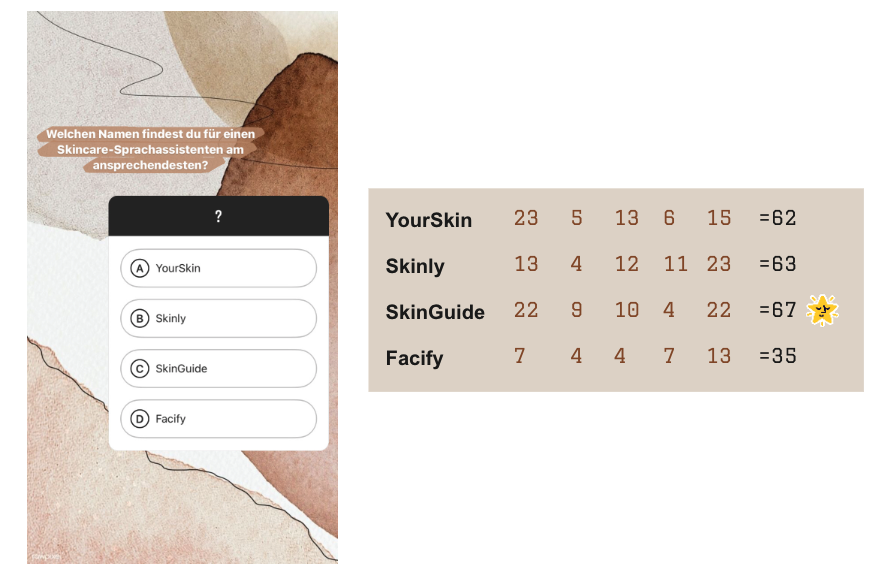 Welchen Namen findest du für einen
Skincare-Sprachassistenten am
ansprechendesten?
?
A YourSkin
B Skinly
C SkinGuide
D Facify
YourSkin 23 5 13 6 15 =62
Skinly 13 4 12 11 23 =63
SkinGuide 22 9 10 4 22 =67
Facify 7 4 4 7 13 =35